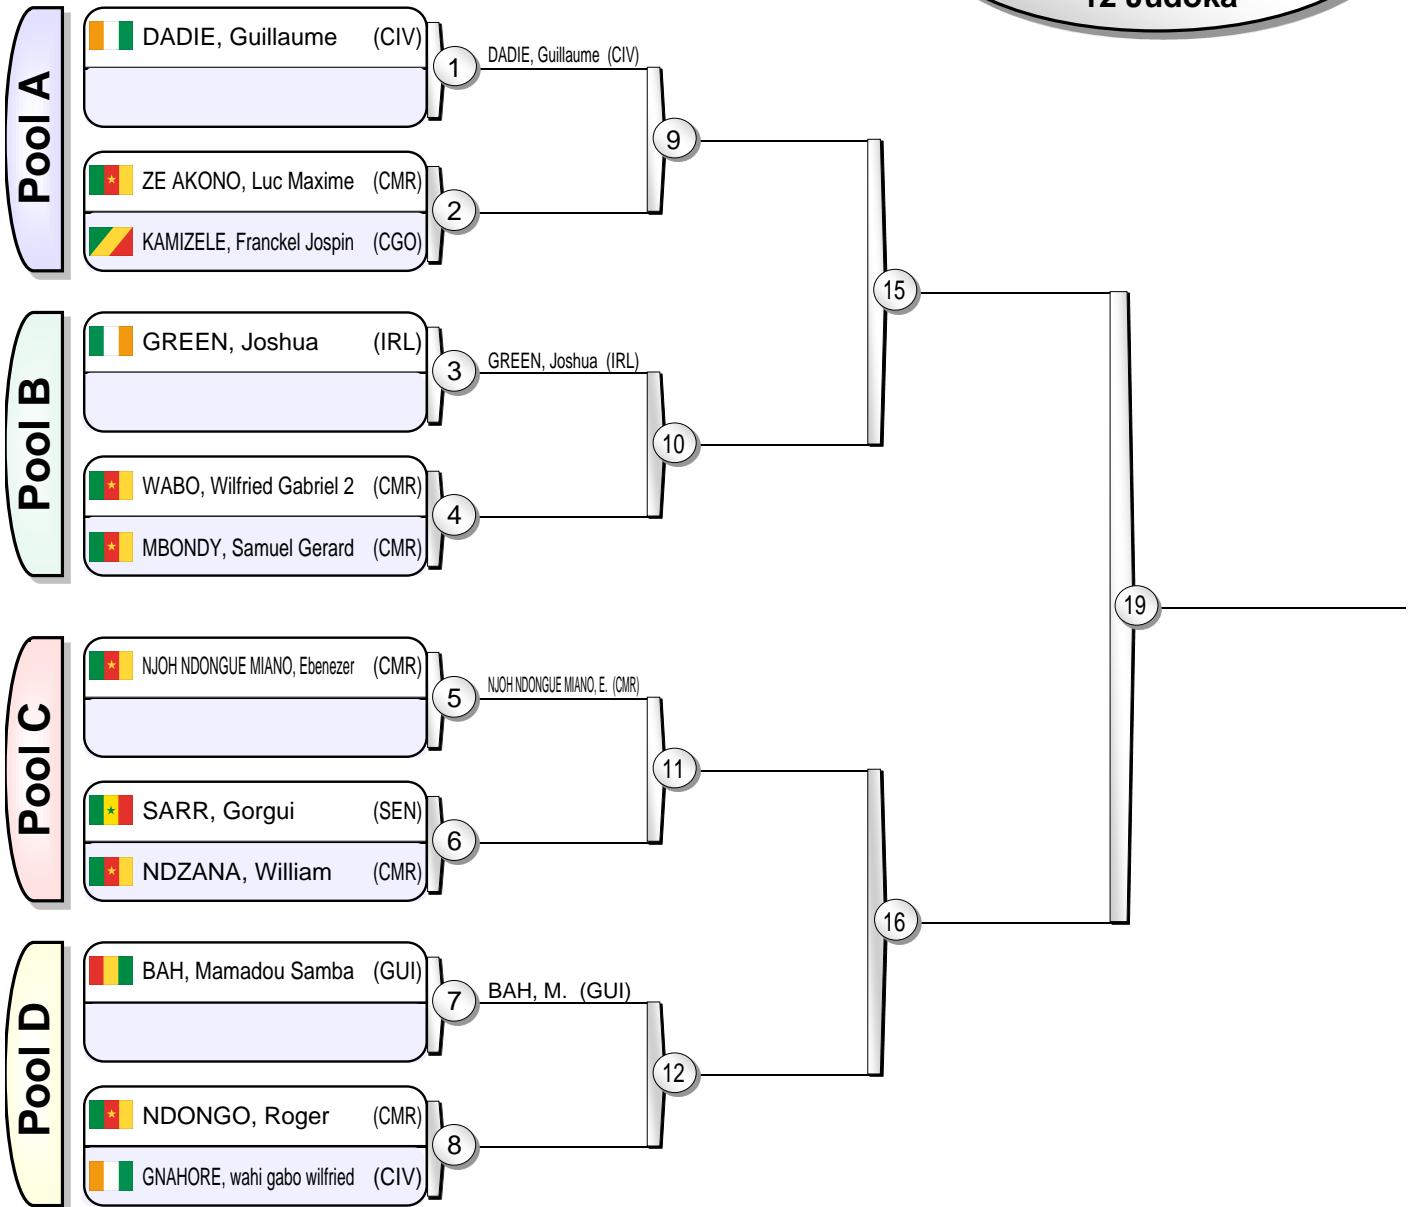 12 Judoka
Pool A
DADIE, Guillaume (CIV)
1
DADIE, Guillaume (CIV)
9
ZE AKONO, Luc Maxime (CMR)
2
KAMIZELE, Franckel Jospin (CGO)
15
Pool B
GREEN, Joshua (IRL)
3
GREEN, Joshua (IRL)
10
WABO, Wilfried Gabriel 2 (CMR)
4
MBONDY, Samuel Gerard (CMR)
19
Pool C
NJOH NDONGUE MIANO, Ebenezer (CMR)
5
NJOH NDONGUE MIANO, E. (CMR)
11
SARR, Gorgui (SEN)
6
NDZANA, William (CMR)
16
Pool D
BAH, Mamadou Samba (GUI)
7
BAH, M. (GUI)
12
NDONGO, Roger (CMR)
8
GNAHORE, wahi gabo wilfried (CIV)